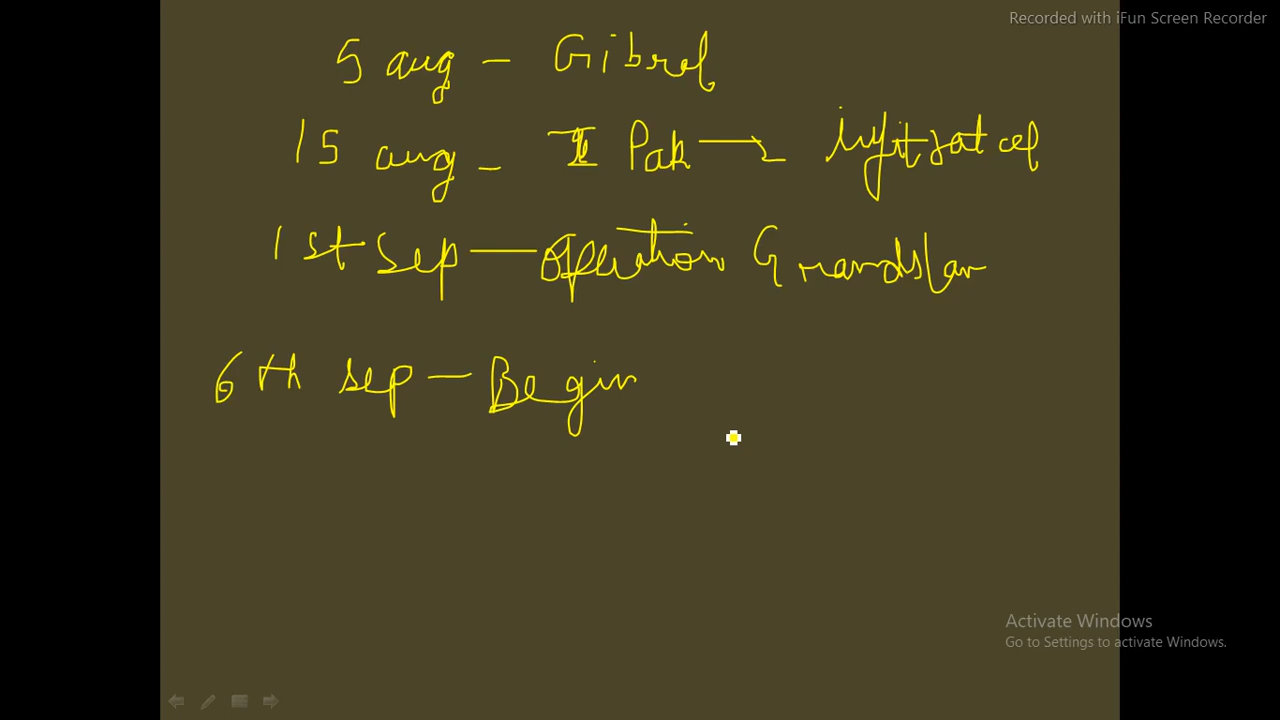 Recorded with iFun Screen Recorder
5 aug - Gibral
15 aug - I Pak → infitrat
1st Sep - Operation Grandslam
6th sep - Begin
Activate Windows
Go to Settings to activate Windows.